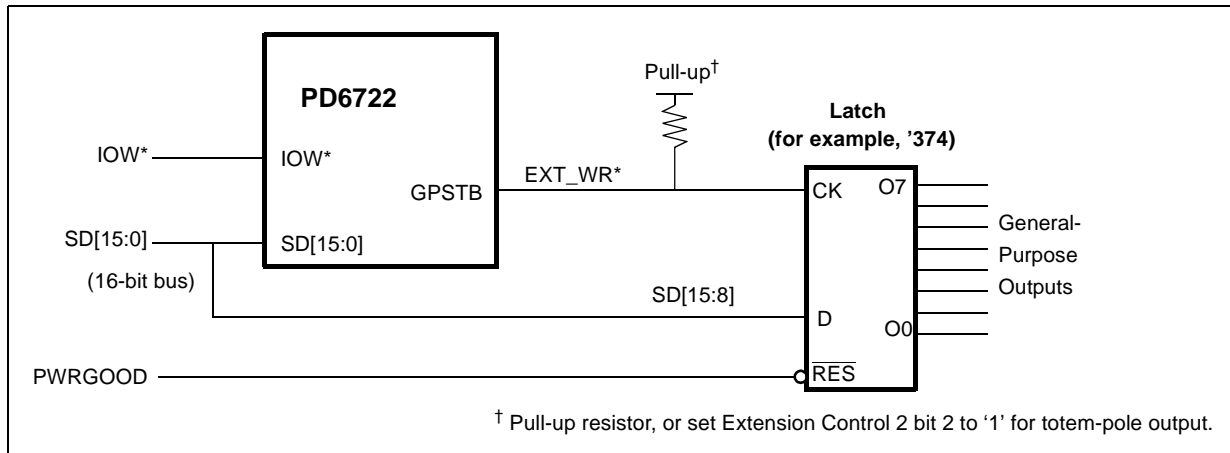 PD6722
Pull-up†
Latch
(for example, ’374)
IOW*
IOW*
EXT_WR*
GPSTB
CK
O7
General-
Purpose
Outputs
SD[15:0]
SD[15:0]
(16-bit bus)
SD[15:8]
D
O0
PWRGOOD
RES
† Pull-up resistor, or set Extension Control 2 bit 2 to ‘1’ for totem-pole output.